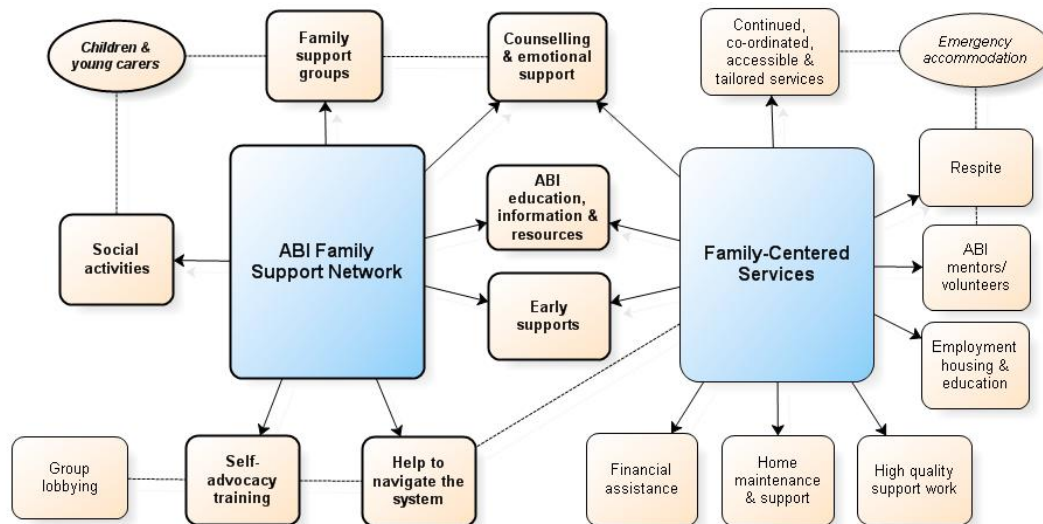 Children &
young carers
Family
support
groups
Counselling
& emotional
support
Continued,
co-ordinated,
accessible &
tailored services
Emergency
accommodation
Respite
ABI
education,
information &
resources
Social
activities
ABI Family
Support Network
Family-Centered
Services
ABI
mentors/
volunteers
Early
supports
Employment
housing &
education
Group
lobbying
Self-
advocacy
training
Help to
navigate the
system
Financial
assistance
Home
maintenance
& support
High quality
support work